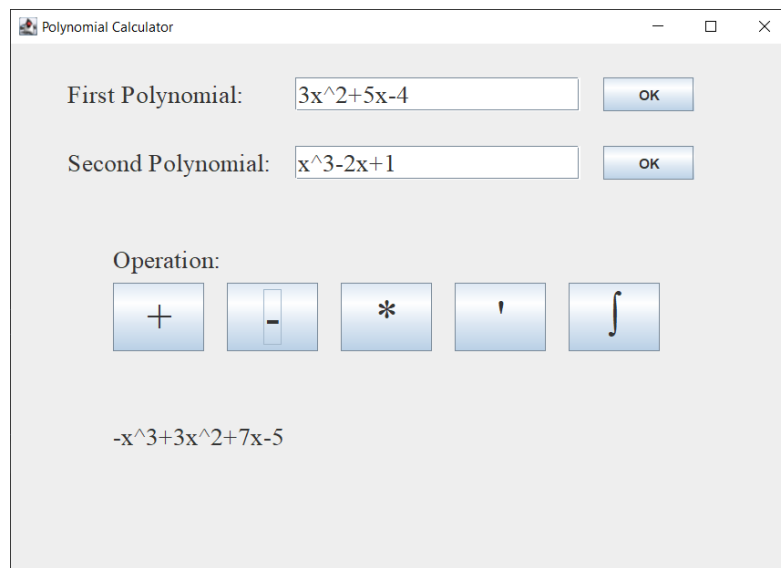 Polynomial Calculator
First Polynomial: 3x^2+5x-4 OK
Second Polynomial: x^3-2x+1 OK
Operation:
+ - * ' ∫
-x^3+3x^2+7x-5